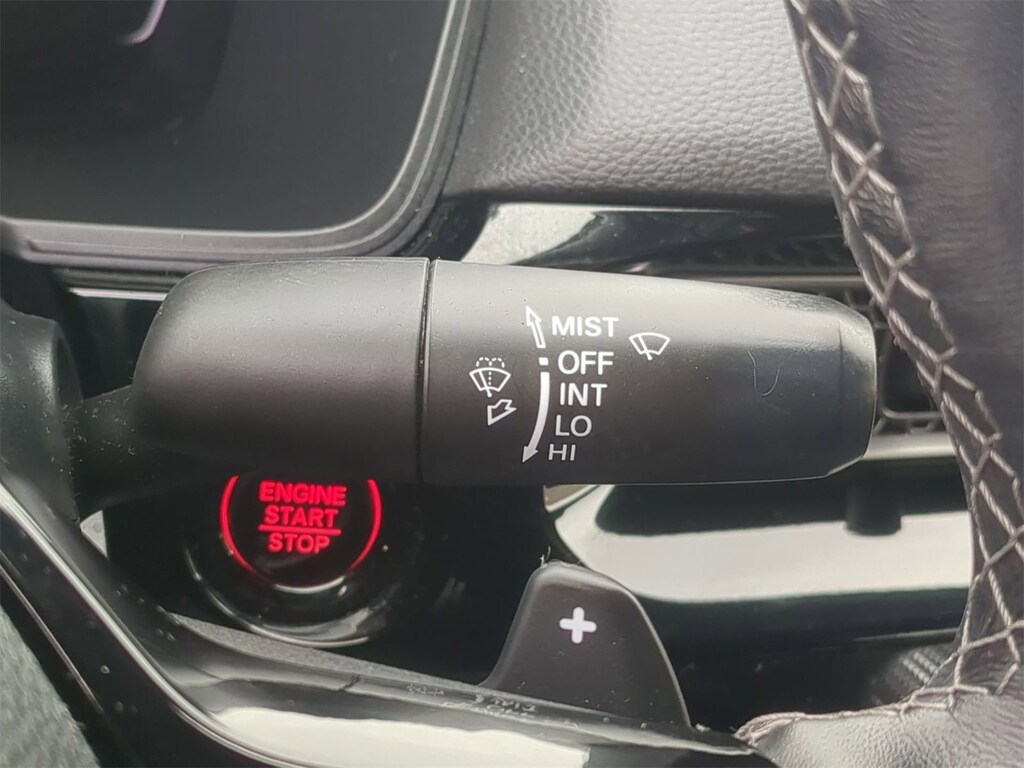 MIST
OFF
INT
LO
HI
ENGINE
START
STOP
+